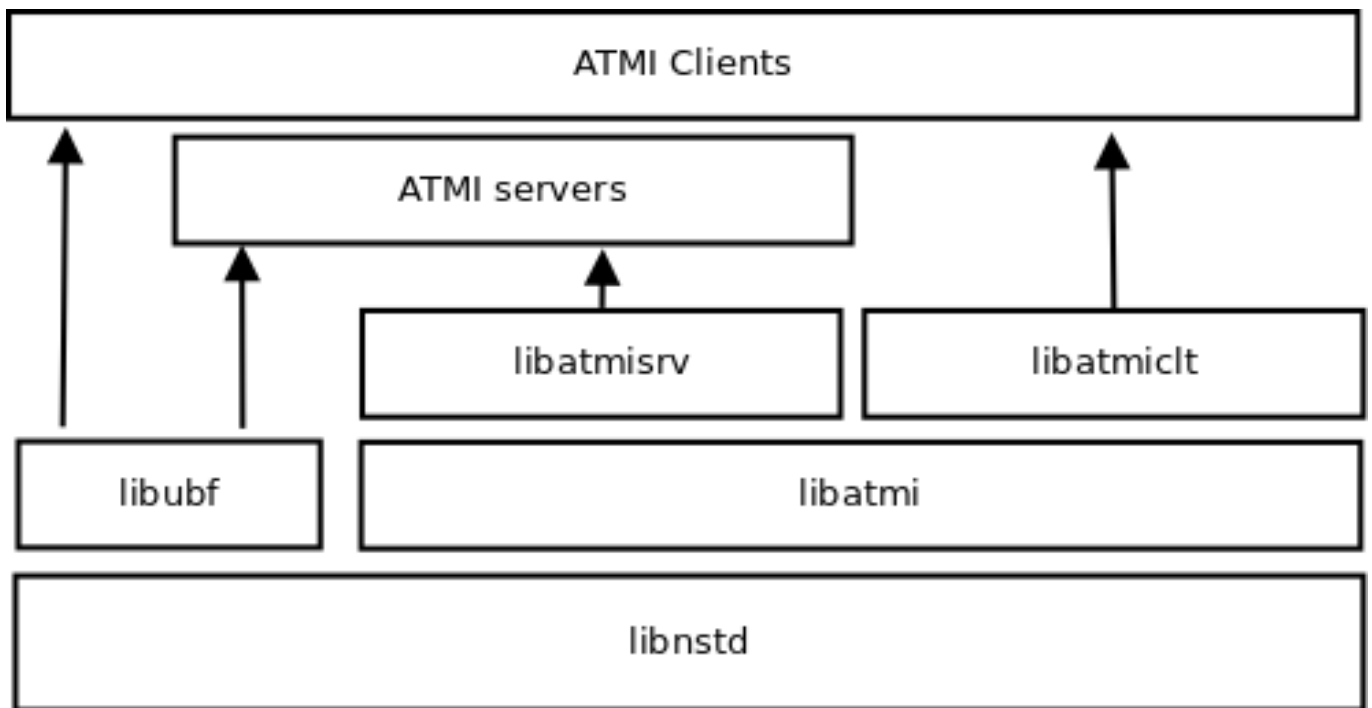 ATMI Clients
ATMI servers
libatmisrv
libatmiclt
libubf
libatmi
libnstd